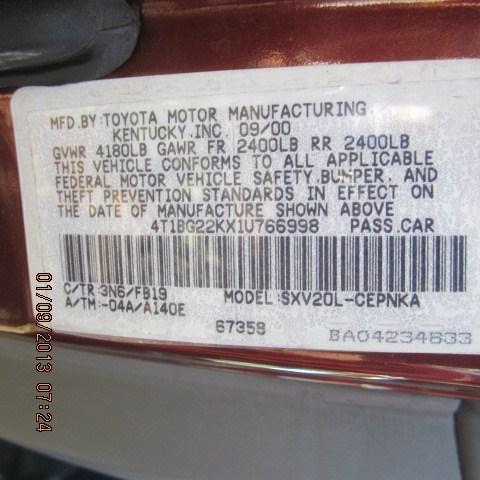 MFD.BY TOYOTA MOTOR MANUFACTURING
KENTUCKY,INC. 09/00
GVWR 4180LB GAWR FR 2400LB RR 2400LB
THIS VEHICLE CONFORMS TO ALL APPLICABLE
FEDERAL MOTOR VEHICLE SAFETY,BUMPER, AND
THEFT PREVENTION STANDARDS IN EFFECT ON
THE DATE OF MANUFACTURE SHOWN ABOVE
4T1BG22KX1U766998 PASS.CAR
C/TR:3N6/FB19 MODEL:SXV20L-CEPNKA
A/TM:-04A/A140E
67359 BA04234833
01/09/2013 07:24